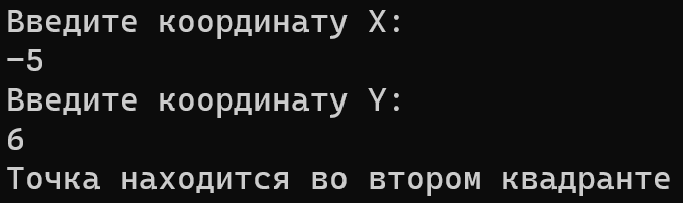 Введите координату X:
-5
Введите координату Y:
6
Точка находится во втором квадранте